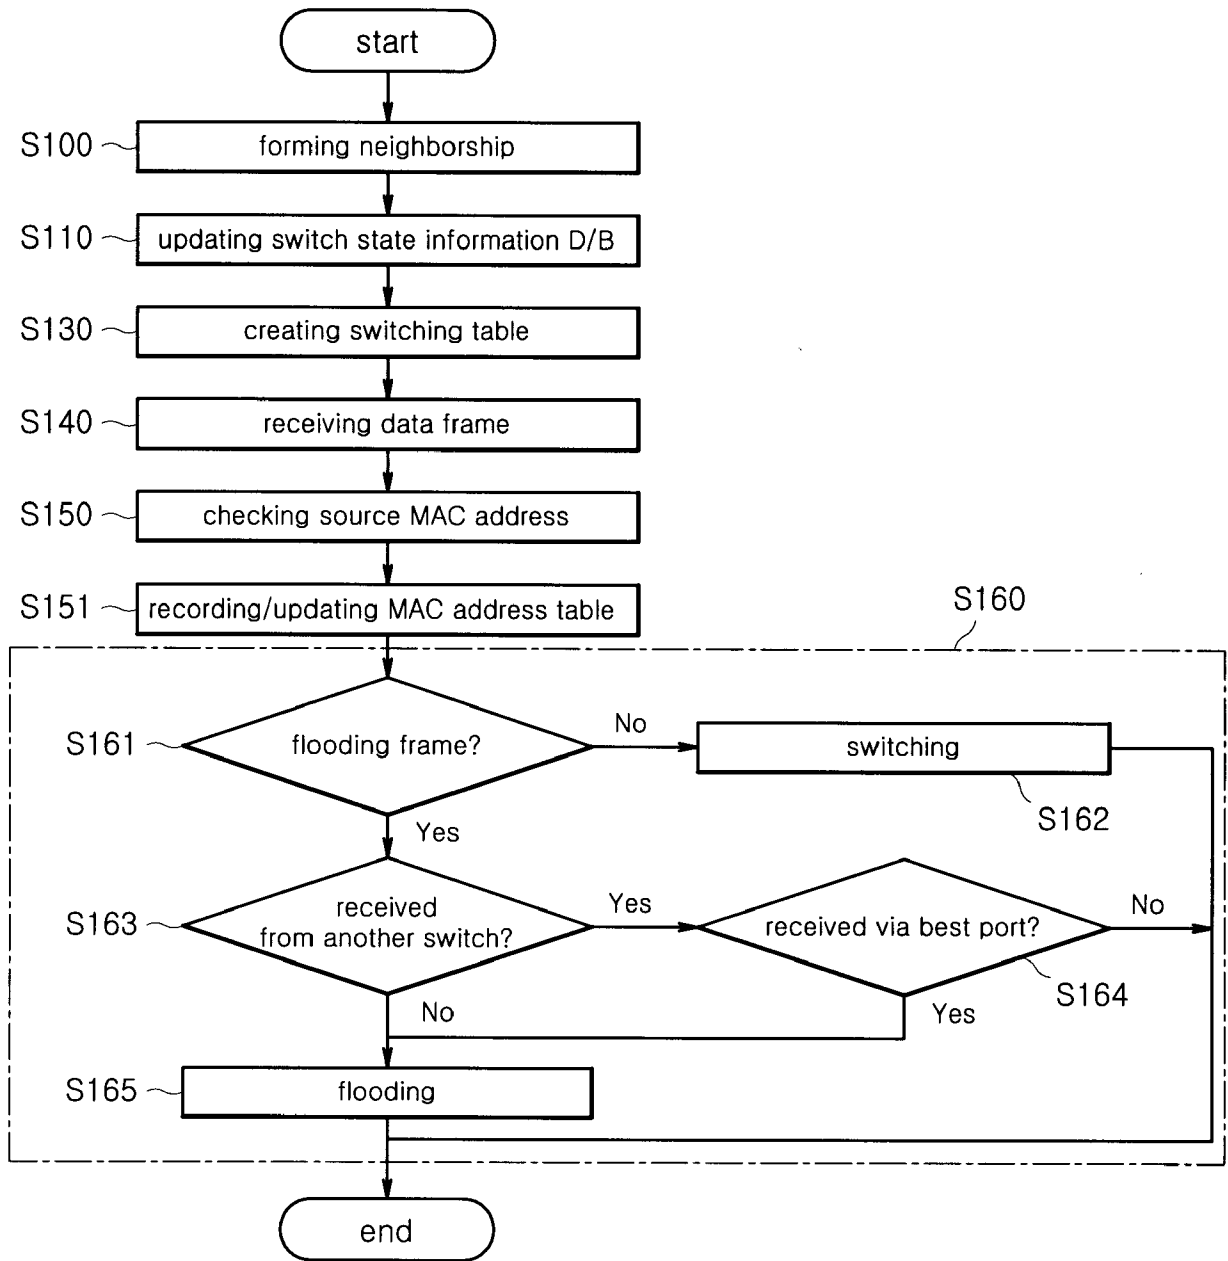 start
S100
forming neighborship
S110
updating switch state information D/B
S130
creating switching table
S140
receiving data frame
S150
checking source MAC address
S151
recording/updating MAC address table
S160
S161
flooding frame?
No
switching
S162
Yes
S163
received
from another switch?
Yes
received via best port?
No
S164
No
Yes
S165
flooding
end